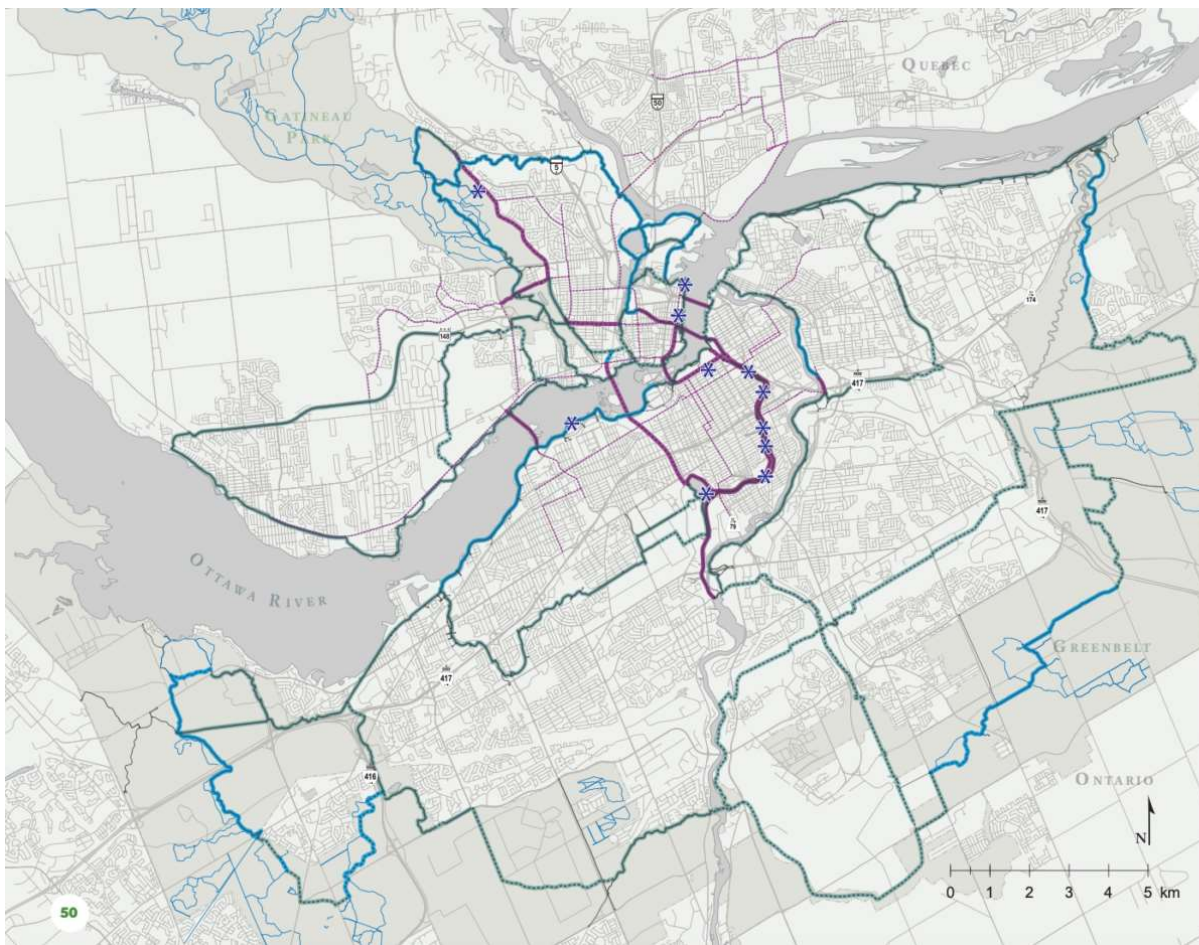 QUEBEC
50
GATINEAU
PARK
5
174
148
417
79
417
OTTAWA RIVER
GREENBELT
417
416
ONTARIO
N
0 1 2 3 4 5 km
50